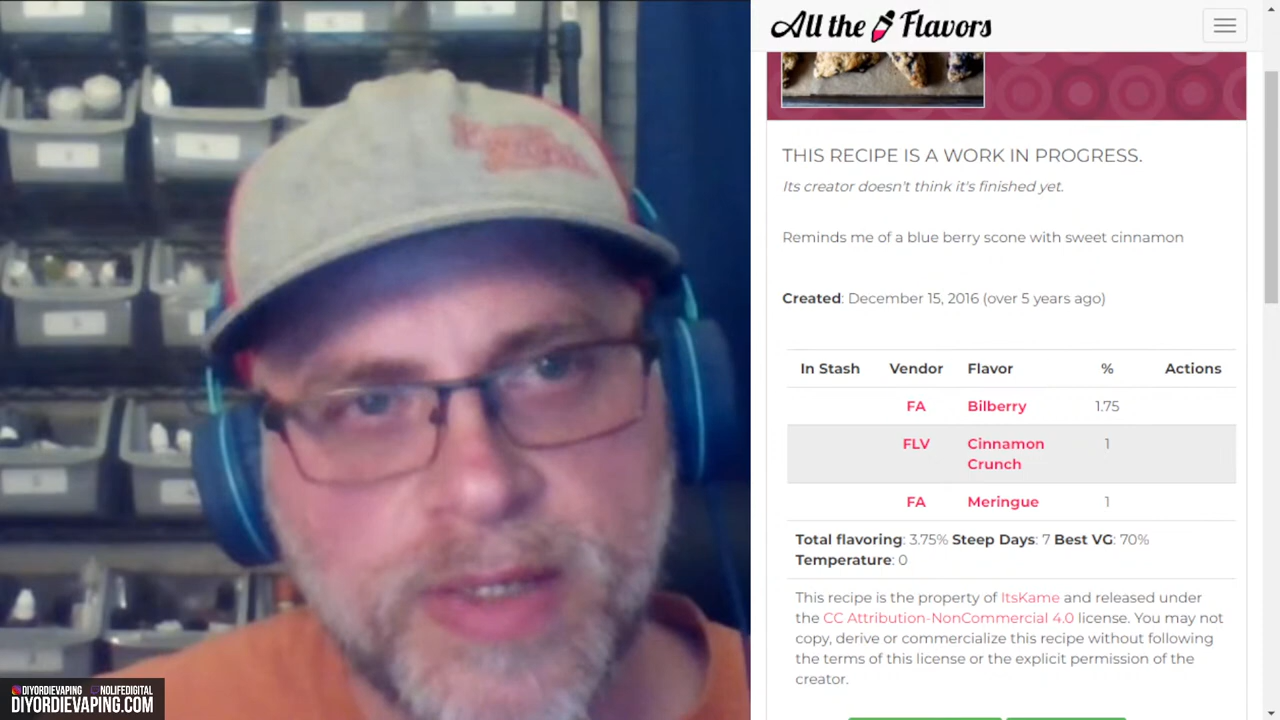 All the Flavors
THIS RECIPE IS A WORK IN PROGRESS.
Its creator doesn't think it's finished yet.
Reminds me of a blue berry scone with sweet cinnamon
Created: December 15, 2016 (over 5 years ago)
In Stash Vendor Flavor % Actions
FA Bilberry 1.75
FLV Cinnamon Crunch 1
FA Meringue 1
Total flavoring: 3.75% Steep Days: 7 Best VG: 70%
Temperature: 0
This recipe is the property of ItsKame and released under
the CC Attribution-NonCommercial 4.0 license. You may not
copy, derive or commercialize this recipe without following
the terms of this license or the explicit permission of the
creator.
DIYORDIEVAPING NOLIFEDIGITAL
DIYORDIEVAPING.COM